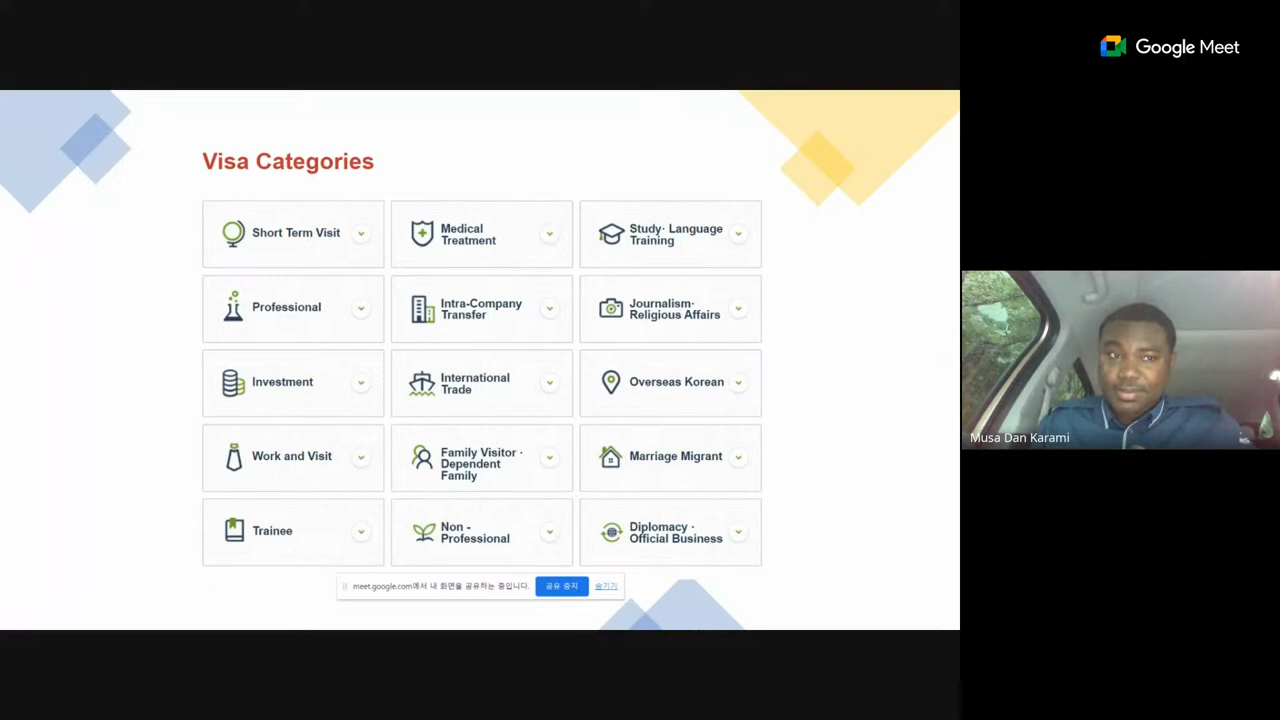 Google Meet
Visa Categories
Short Term Visit
Medical
Treatment
Study· Language
Training
Professional
Intra-Company
Transfer
Journalism·
Religious Affairs
Investment
International
Trade
Overseas Korean
Work and Visit
Family Visitor ·
Dependent
Family
Marriage Migrant
Trainee
Non -
Professional
Diplomacy ·
Official Business
meet.google.com에서 내 화면을 공유하는 중입니다.
공유 중지
숨기기
Musa Dan Karami